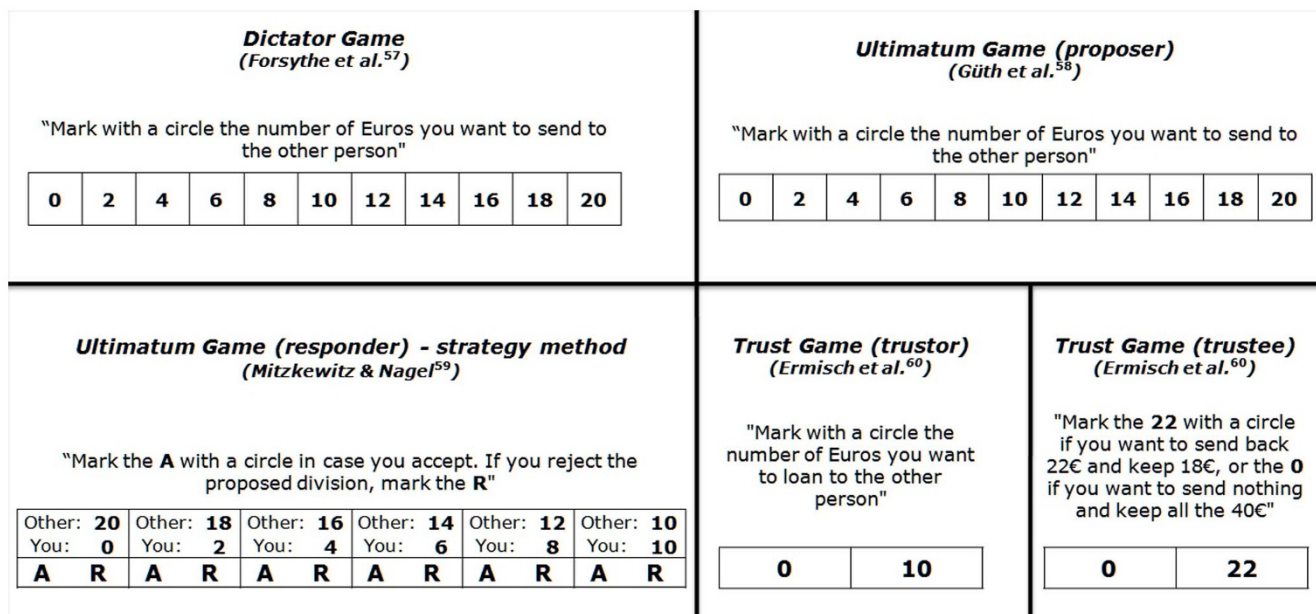 Dictator Game
(Forsythe et al.57)
“Mark with a circle the number of Euros you want to send to
the other person"
0 2 4 6 8 10 12 14 16 18 20
Ultimatum Game (proposer)
(Güth et al.58)
“Mark with a circle the number of Euros you want to send to
the other person"
0 2 4 6 8 10 12 14 16 18 20
Ultimatum Game (responder) - strategy method
(Mitzkewitz & Nagel59)
“Mark the A with a circle in case you accept. If you reject the
proposed division, mark the R"
Other: 20 Other: 18 Other: 16 Other: 14 Other: 12 Other: 10
You: 0 You: 2 You: 4 You: 6 You: 8 You: 10
A R A R A R A R A R A R
Trust Game (trustor)
(Ermisch et al.60)
"Mark with a circle the
number of Euros you want
to loan to the other
person"
0 10
Trust Game (trustee)
(Ermisch et al.60)
"Mark the 22 with a circle
if you want to send back
22€ and keep 18€, or the 0
if you want to send nothing
and keep all the 40€"
0 22